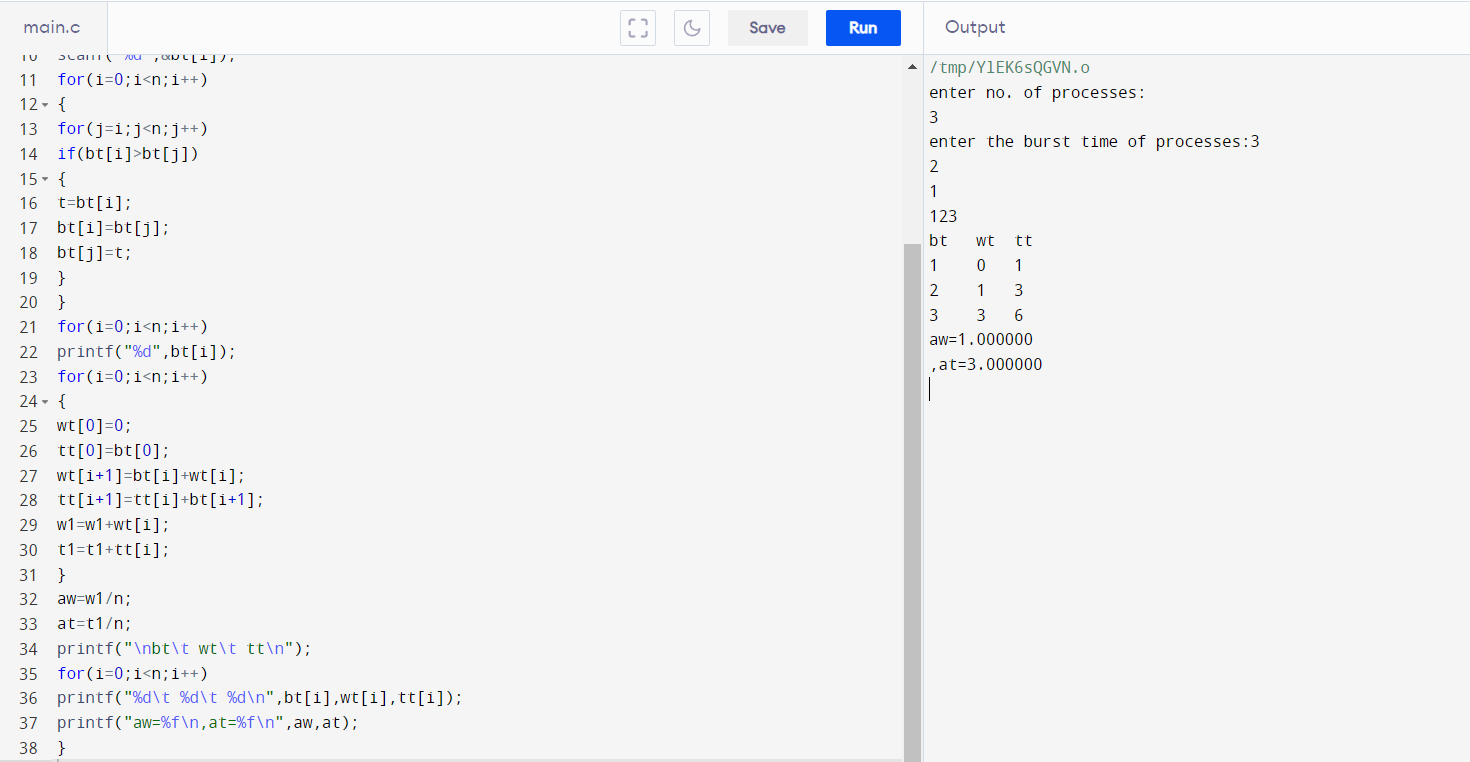 main.c
Save
Run
Output
10 scanf("%d",&bt[i]);
11 for(i=0;i<n;i++)
12 {
13 for(j=i;j<n;j++)
14 if(bt[i]>bt[j])
15 {
16 t=bt[i];
17 bt[i]=bt[j];
18 bt[j]=t;
19 }
20 }
21 for(i=0;i<n;i++)
22 printf("%d",bt[i]);
23 for(i=0;i<n;i++)
24 {
25 wt[0]=0;
26 tt[0]=bt[0];
27 wt[i+1]=bt[i]+wt[i];
28 tt[i+1]=tt[i]+bt[i+1];
29 w1=w1+wt[i];
30 t1=t1+tt[i];
31 }
32 aw=w1/n;
33 at=t1/n;
34 printf("\nbt\t wt\t tt\n");
35 for(i=0;i<n;i++)
36 printf("%d\t %d\t %d\n",bt[i],wt[i],tt[i]);
37 printf("aw=%f\n,at=%f\n",aw,at);
38 }
/tmp/YlEK6sQGVN.o
enter no. of processes:
3
enter the burst time of processes:3
2
1
123
bt wt tt
1 0 1
2 1 3
3 3 6
aw=1.000000
,at=3.000000